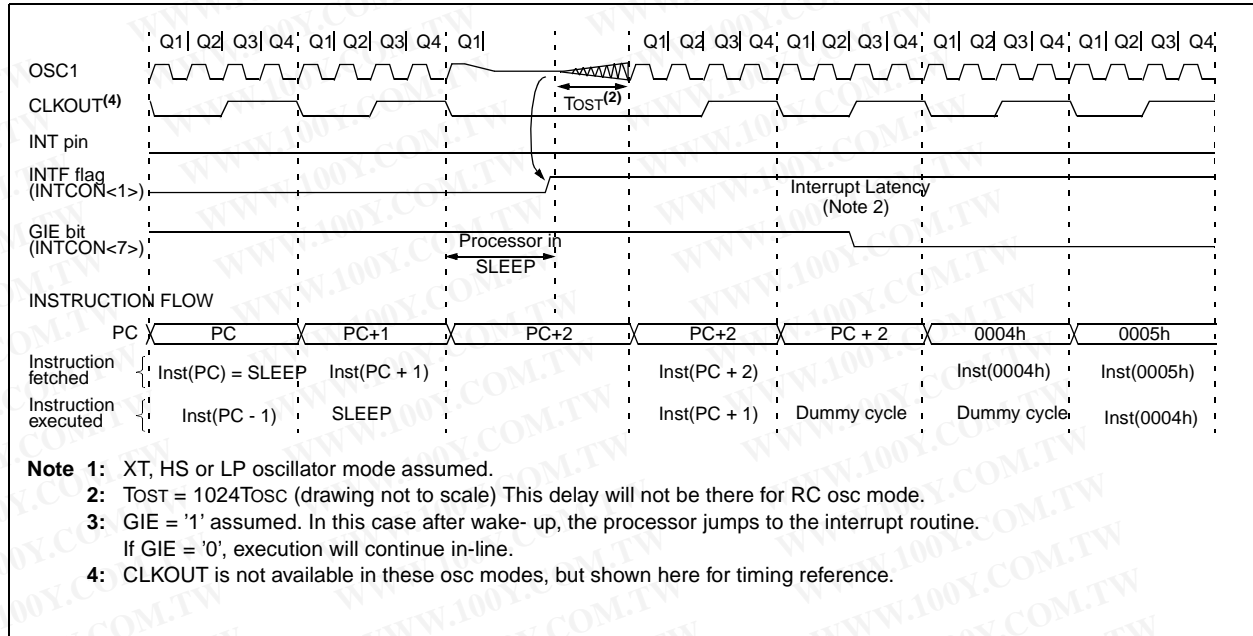 Q1 Q2 Q3 Q4 Q1 Q2 Q3 Q4 Q1 Q1 Q2 Q3 Q4 Q1 Q2 Q3 Q4 Q1 Q2 Q3 Q4 Q1 Q2 Q3 Q4
OSC1
TOST(2)
CLKOUT(4)
INT pin
INTF flag
(INTCON<1>)
Interrupt Latency
(Note 2)
GIE bit
(INTCON<7>)
Processor in
SLEEP
INSTRUCTION FLOW
PC PC PC+1 PC+2 PC+2 PC + 2 0004h 0005h
Instruction
fetched
Inst(PC) = SLEEP Inst(PC + 1) Inst(PC + 2) Inst(0004h) Inst(0005h)
Instruction
executed
Inst(PC - 1) SLEEP Inst(PC + 1) Dummy cycle Dummy cycle Inst(0004h)
Note 1: XT, HS or LP oscillator mode assumed.
2: TOST = 1024TOSC (drawing not to scale) This delay will not be there for RC osc mode.
3: GIE = '1' assumed. In this case after wake- up, the processor jumps to the interrupt routine.
If GIE = '0', execution will continue in-line.
4: CLKOUT is not available in these osc modes, but shown here for timing reference.
WWW.100Y.COM.TW